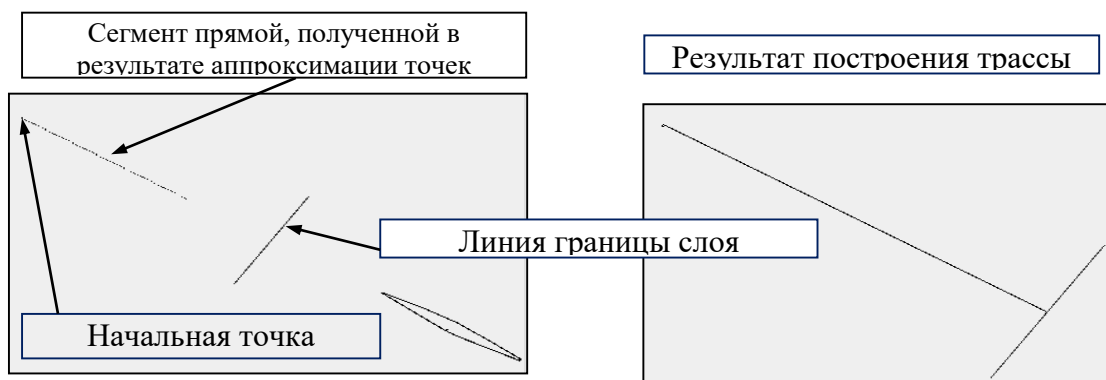 Сегмент прямой, полученной в
результате аппроксимации точек
Результат построения трассы
Линия границы слоя
Начальная точка